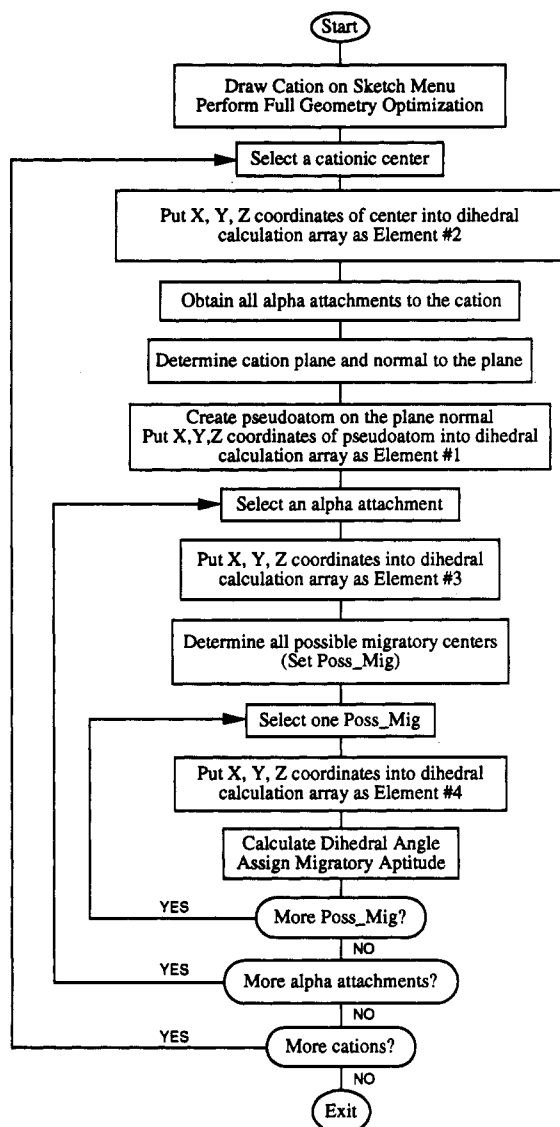 Start
Draw Cation on Sketch Menu
Perform Full Geometry Optimization
Select a cationic center
Put X, Y, Z coordinates of center into dihedral
calculation array as Element #2
Obtain all alpha attachments to the cation
Determine cation plane and normal to the plane
Create pseudoatom on the plane normal
Put X,Y,Z coordinates of pseudoatom into dihedral
calculation array as Element #1
Select an alpha attachment
Put X, Y, Z coordinates into dihedral
calculation array as Element #3
Determine all possible migratory centers
(Set Poss_Mig)
Select one Poss_Mig
Put X, Y, Z coordinates into dihedral
calculation array as Element #4
Calculate Dihedral Angle
Assign Migratory Aptitude
YES
More Poss_Mig?
NO
YES
More alpha attachments?
NO
YES
More cations?
NO
Exit